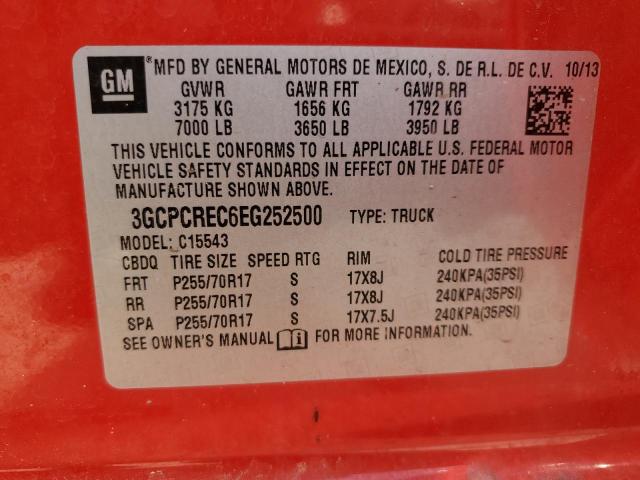 GM ® MFD BY GENERAL MOTORS DE MEXICO, S. DE R.L. DE C.V. 10/13
GVWR GAWR FRT GAWR RR
3175 KG 1656 KG 1792 KG
7000 LB 3650 LB 3950 LB
THIS VEHICLE CONFORMS TO ALL APPLICABLE U.S. FEDERAL MOTOR
VEHICLE SAFETY STANDARDS IN EFFECT ON THE DATE OF
MANUFACTURE SHOWN ABOVE.
3GCPCREC6EG252500 TYPE: TRUCK
MODEL: C15543
CBDQ TIRE SIZE SPEED RTG RIM COLD TIRE PRESSURE
FRT P255/70R17 S 17X8J 240KPA(35PSI)
RR P255/70R17 S 17X8J 240KPA(35PSI)
SPA P255/70R17 S 17X7.5J 240KPA(35PSI)
SEE OWNER'S MANUAL i FOR MORE INFORMATION.